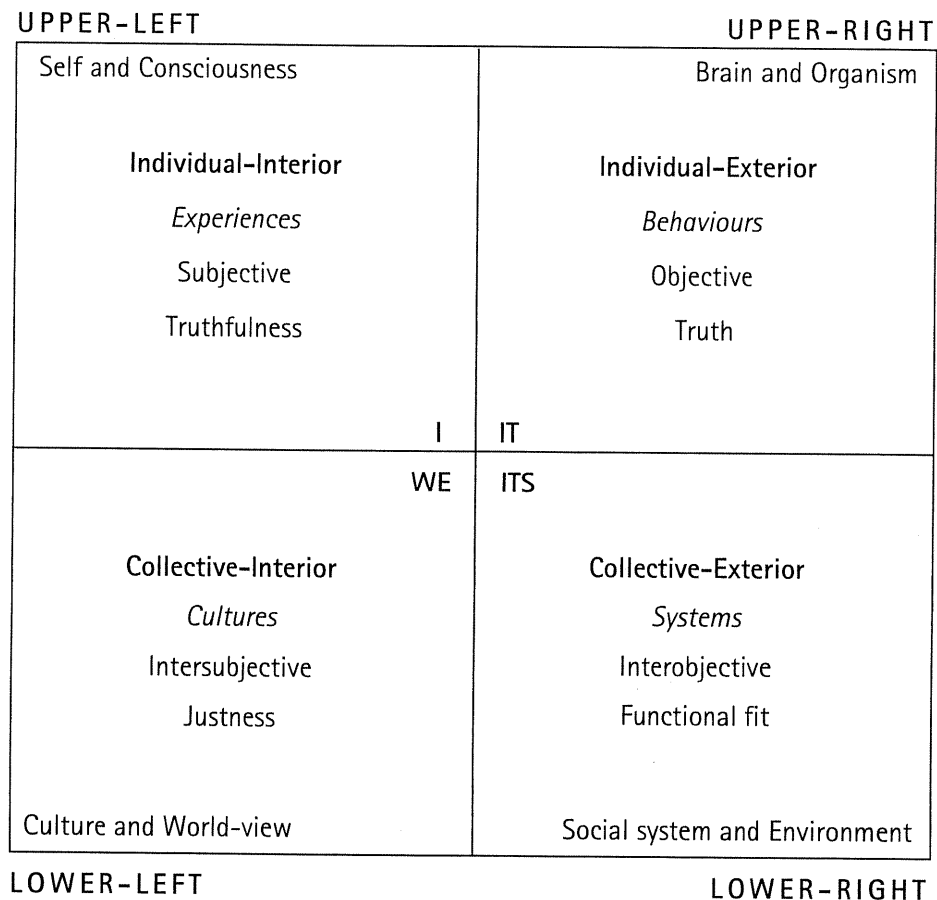 UPPER-LEFT
UPPER-RIGHT
Self and Consciousness
Brain and Organism
Individual-Interior
Experiences
Subjective
Truthfulness
I
Individual-Exterior
Behaviours
Objective
Truth
IT
WE
Collective-Interior
Cultures
Intersubjective
Justness
Culture and World-view
ITS
Collective-Exterior
Systems
Interobjective
Functional fit
Social system and Environment
LOWER-LEFT
LOWER-RIGHT